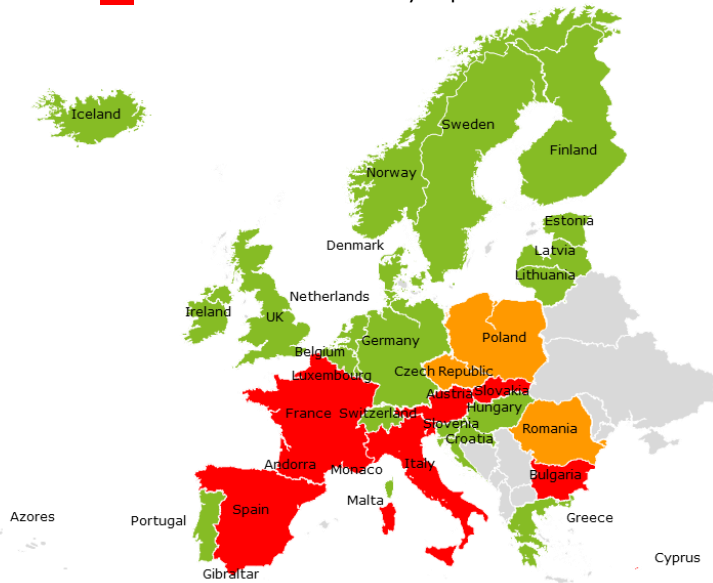 Iceland
Sweden
Finland
Norway
Estonia
Denmark
Latvia
Lithuania
Netherlands
Ireland
UK
Poland
Germany
Belgium
Czech Republic
Luxembourg
Slovakia
Austria
Hungary
France
Switzerland
Slovenia
Romania
Croatia
Andorra
Italy
Monaco
Bulgaria
Malta
Spain
Azores
Portugal
Greece
Cyprus
Gibraltar